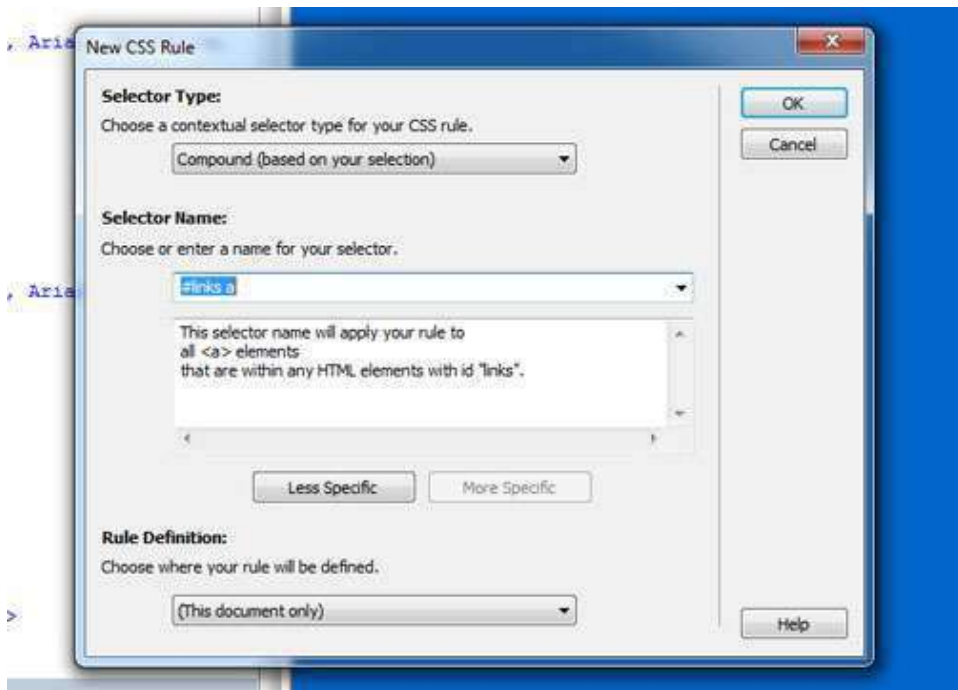 , Aria
New CSS Rule
Selector Type:
OK
Choose a contextual selector type for your CSS rule.
Compound (based on your selection)
Cancel
Selector Name:
Choose or enter a name for your selector.
, Aria
#links a
This selector name will apply your rule to
all <a> elements
that are within any HTML elements with id "links".
Less Specific
More Specific
Rule Definition:
Choose where your rule will be defined.
(This document only)
>
Help